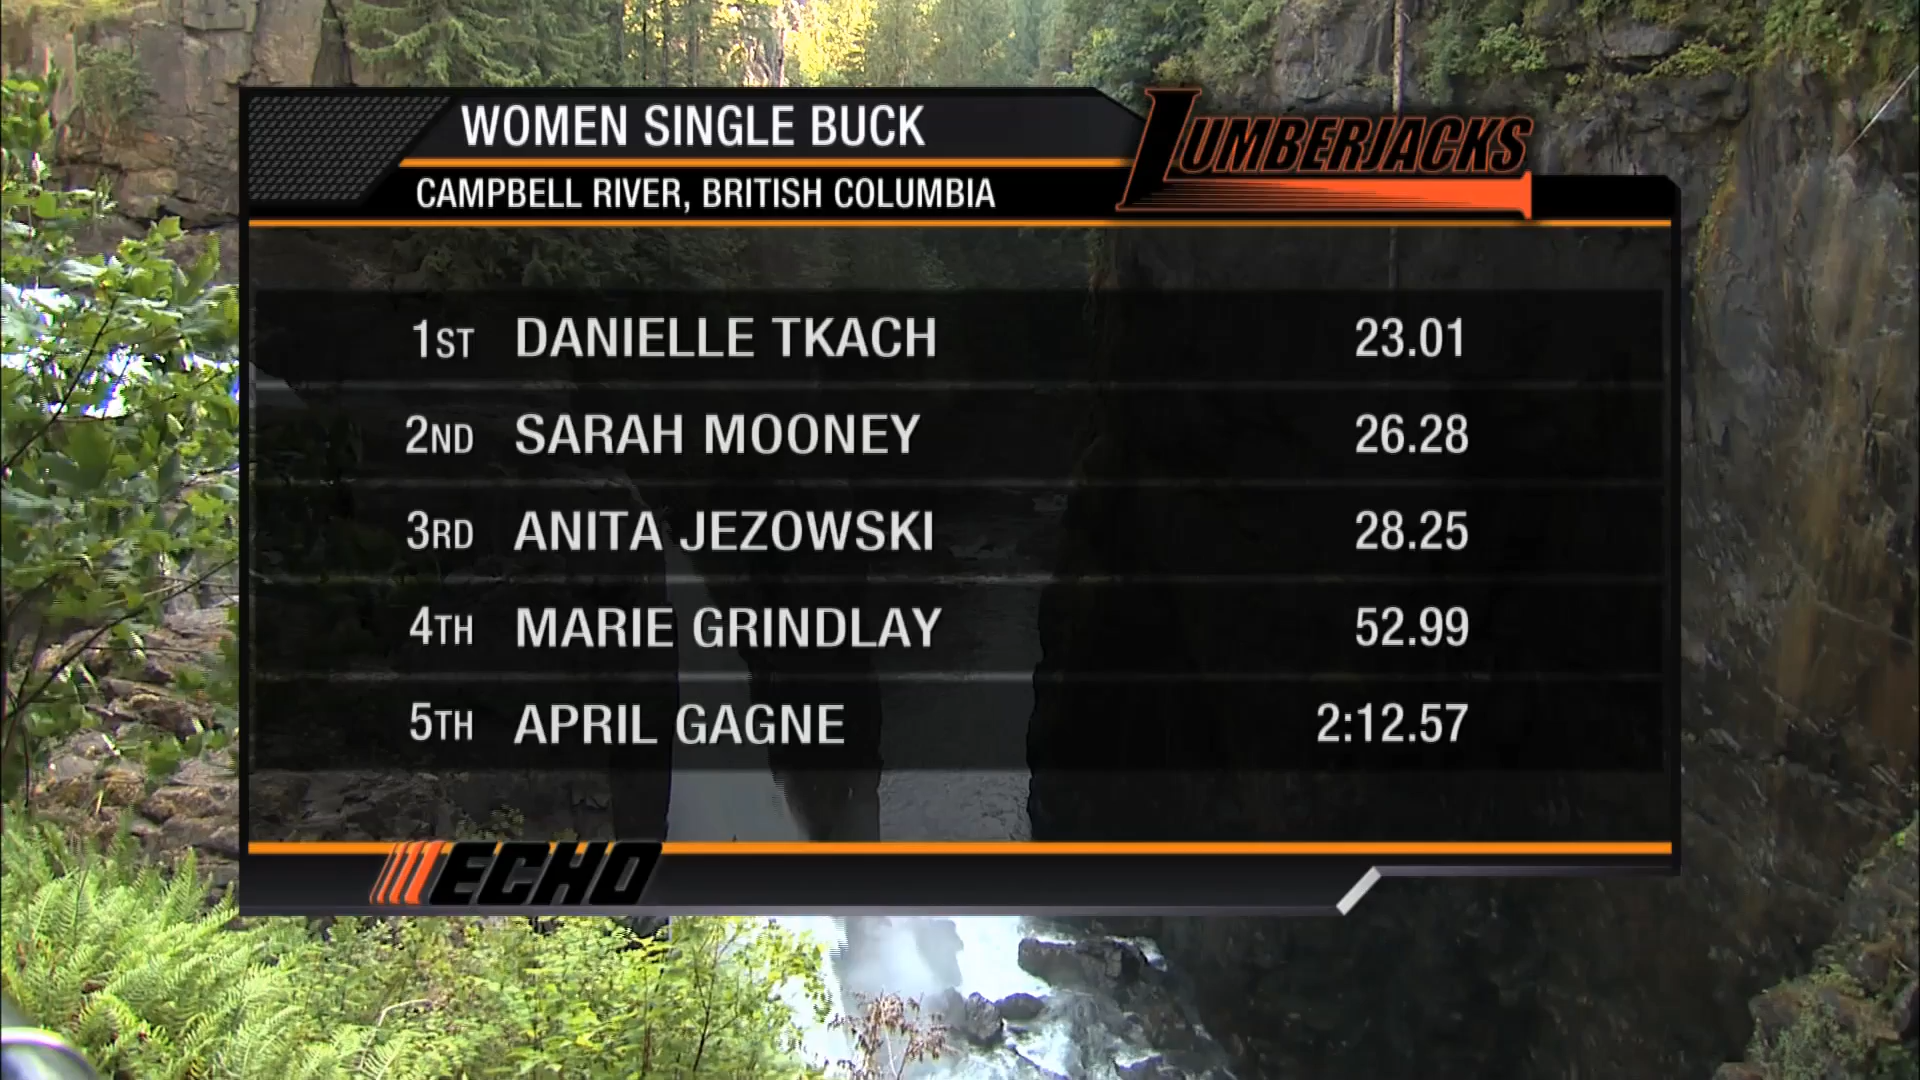 WOMEN SINGLE BUCK
LUMBERJACKS
CAMPBELL RIVER, BRITISH COLUMBIA
1ST DANIELLE TKACH 23.01
2ND SARAH MOONEY 26.28
3RD ANITA JEZOWSKI 28.25
4TH MARIE GRINDLAY 52.99
5TH APRIL GAGNE 2:12.57
ECHO